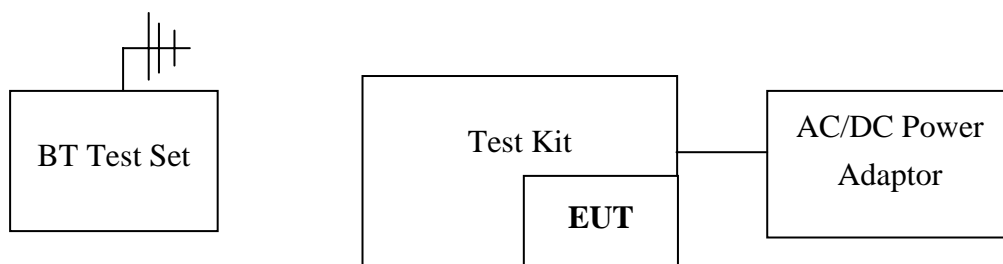 BT Test Set
Test Kit
EUT
AC/DC Power
Adaptor